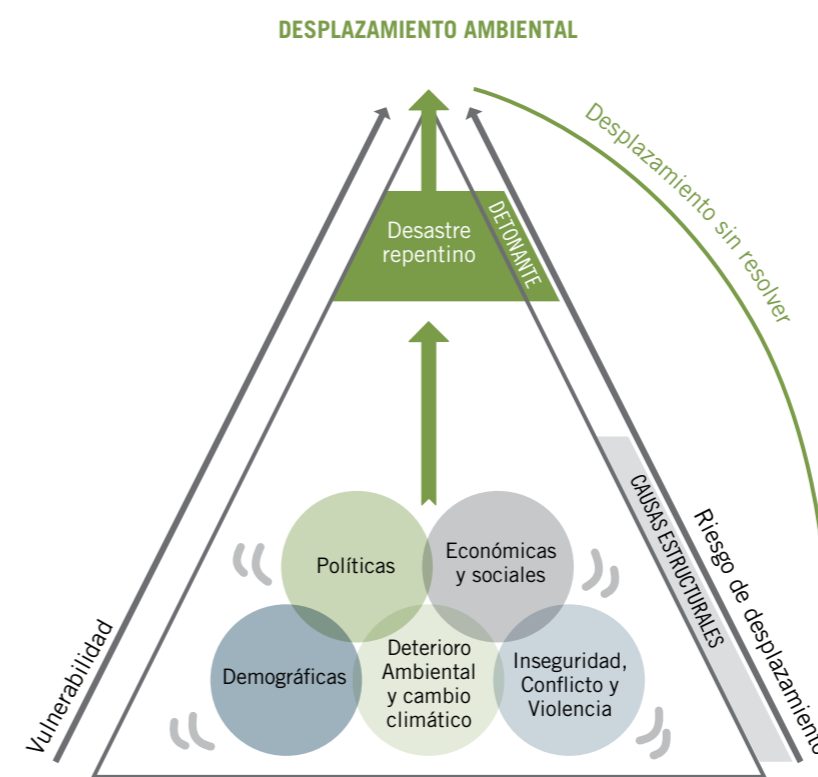 DESPLAZAMIENTO AMBIENTAL
Desplazamiento sin resolver
Desastre
repentino
DETONANTE
CAUSAS ESTRUCTURALES
Riesgo de desplazamiento
Vulnerabilidad
Políticas
Económicas
y sociales
Demográficas
Deterioro
Ambiental
y cambio
climático
Inseguridad,
Conflicto y
Violencia